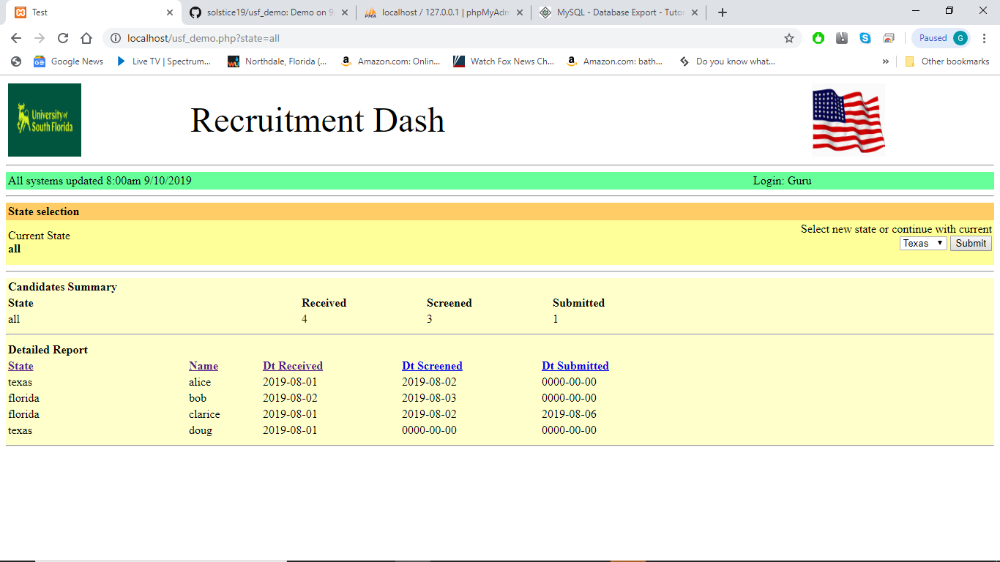 Test
solstice19/usf_demo: Demo on 9
localhost / 127.0.0.1 | phpMyAdm
MySQL - Database Export - Tutor
localhost/usf_demo.php?state=all
Paused G
Google News
Live TV | Spectrum...
Northdale, Florida (...
Amazon.com: Onlin...
Watch Fox News Ch...
Amazon.com: bath...
Do you know what...
»
Other bookmarks
University of
South Florida
Recruitment Dash
All systems updated 8:00am 9/10/2019 Login: Guru
State selection
Select new state or continue with current
Current State
all
Texas Submit
Candidates Summary
State Received Screened Submitted
all 4 3 1
Detailed Report
State Name Dt Received Dt Screened Dt Submitted
texas alice 2019-08-01 2019-08-02 0000-00-00
florida bob 2019-08-02 2019-08-03 0000-00-00
florida clarice 2019-08-01 2019-08-02 2019-08-06
texas doug 2019-08-01 0000-00-00 0000-00-00